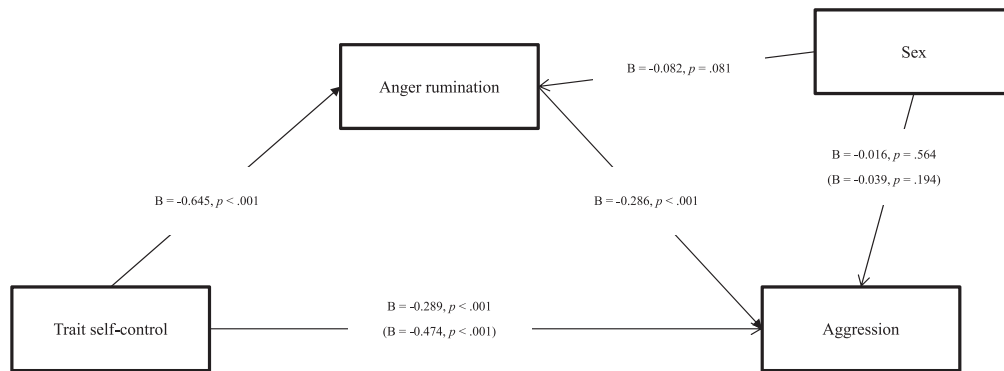 Sex
Anger rumination
B = -0.082, p = .081
B = -0.016, p = .564
(B = -0.039, p = .194)
B = -0.645, p < .001
B = -0.286, p < .001
B = -0.289, p < .001
(B = -0.474, p < .001)
Trait self-control
Aggression